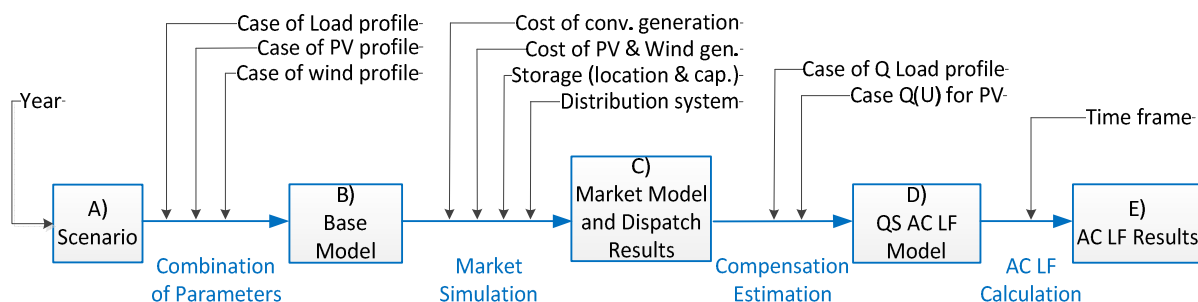 Year
Case of Load profile
Case of PV profile
Case of wind profile
Cost of conv. generation
Cost of PV & Wind gen.
Storage (location & cap.)
Distribution system
Case of Q Load profile
Case Q(U) for PV
Time frame
A)
Scenario
B)
Base
Model
C)
Market Model
and Dispatch
Results
D)
QS AC LF
Model
E)
AC LF Results
Combination
of Parameters
Market
Simulation
Compensation
Estimation
AC LF
Calculation